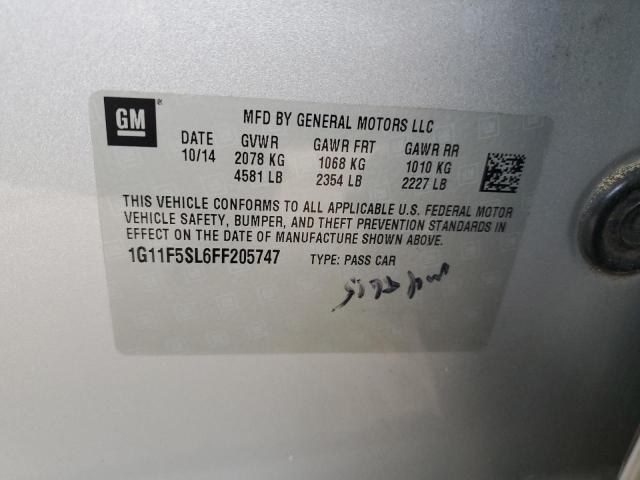 GM
MFD BY GENERAL MOTORS LLC
DATE GVWR GAWR FRT GAWR RR
10/14 2078 KG 1068 KG 1010 KG
4581 LB 2354 LB 2227 LB
THIS VEHICLE CONFORMS TO ALL APPLICABLE U.S. FEDERAL MOTOR
VEHICLE SAFETY, BUMPER, AND THEFT PREVENTION STANDARDS IN
EFFECT ON THE DATE OF MANUFACTURE SHOWN ABOVE.
1G11F5SL6FF205747 TYPE: PASS CAR